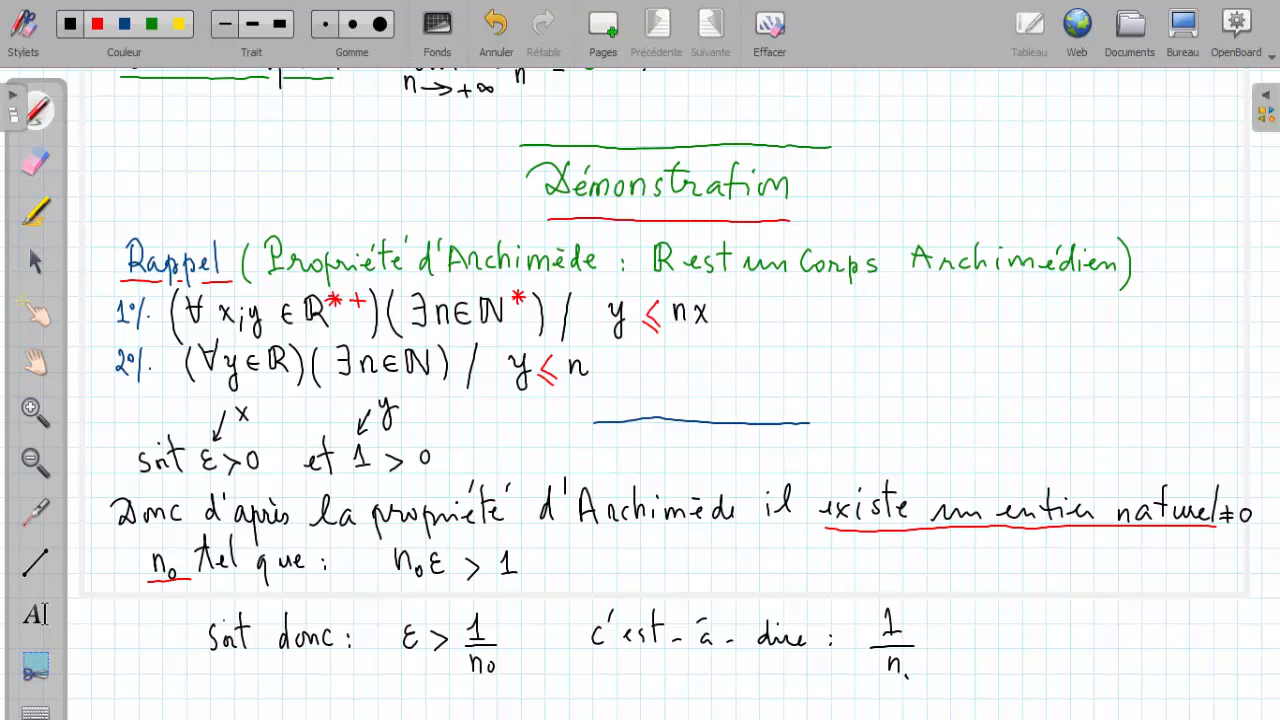 Stylets Couleur Trait Gomme Fonds Annuler Rétablir Pages Précédente Suivante Effacer Tableau Web Documents Bureau OpenBoard
n→+∞ n
Démonstration
Rappel (Propriété d'Archimède : ℝ est un Corps Archimédien)
1%. (∀ x;y ∈ ℝ*+)(∃n∈ℕ*) / y ⩽ nx
2%. (∀y∈ℝ)(∃n∈ℕ) / y ⩽ n
x y
soit ε>0 et 1 > 0
Donc d'après la propriété d'Archimède il existe un entier naturel ≠0
n₀ tel que : n₀ε > 1
soit donc : ε > 1/n₀ c'est-à-dire : 1/n.
AI